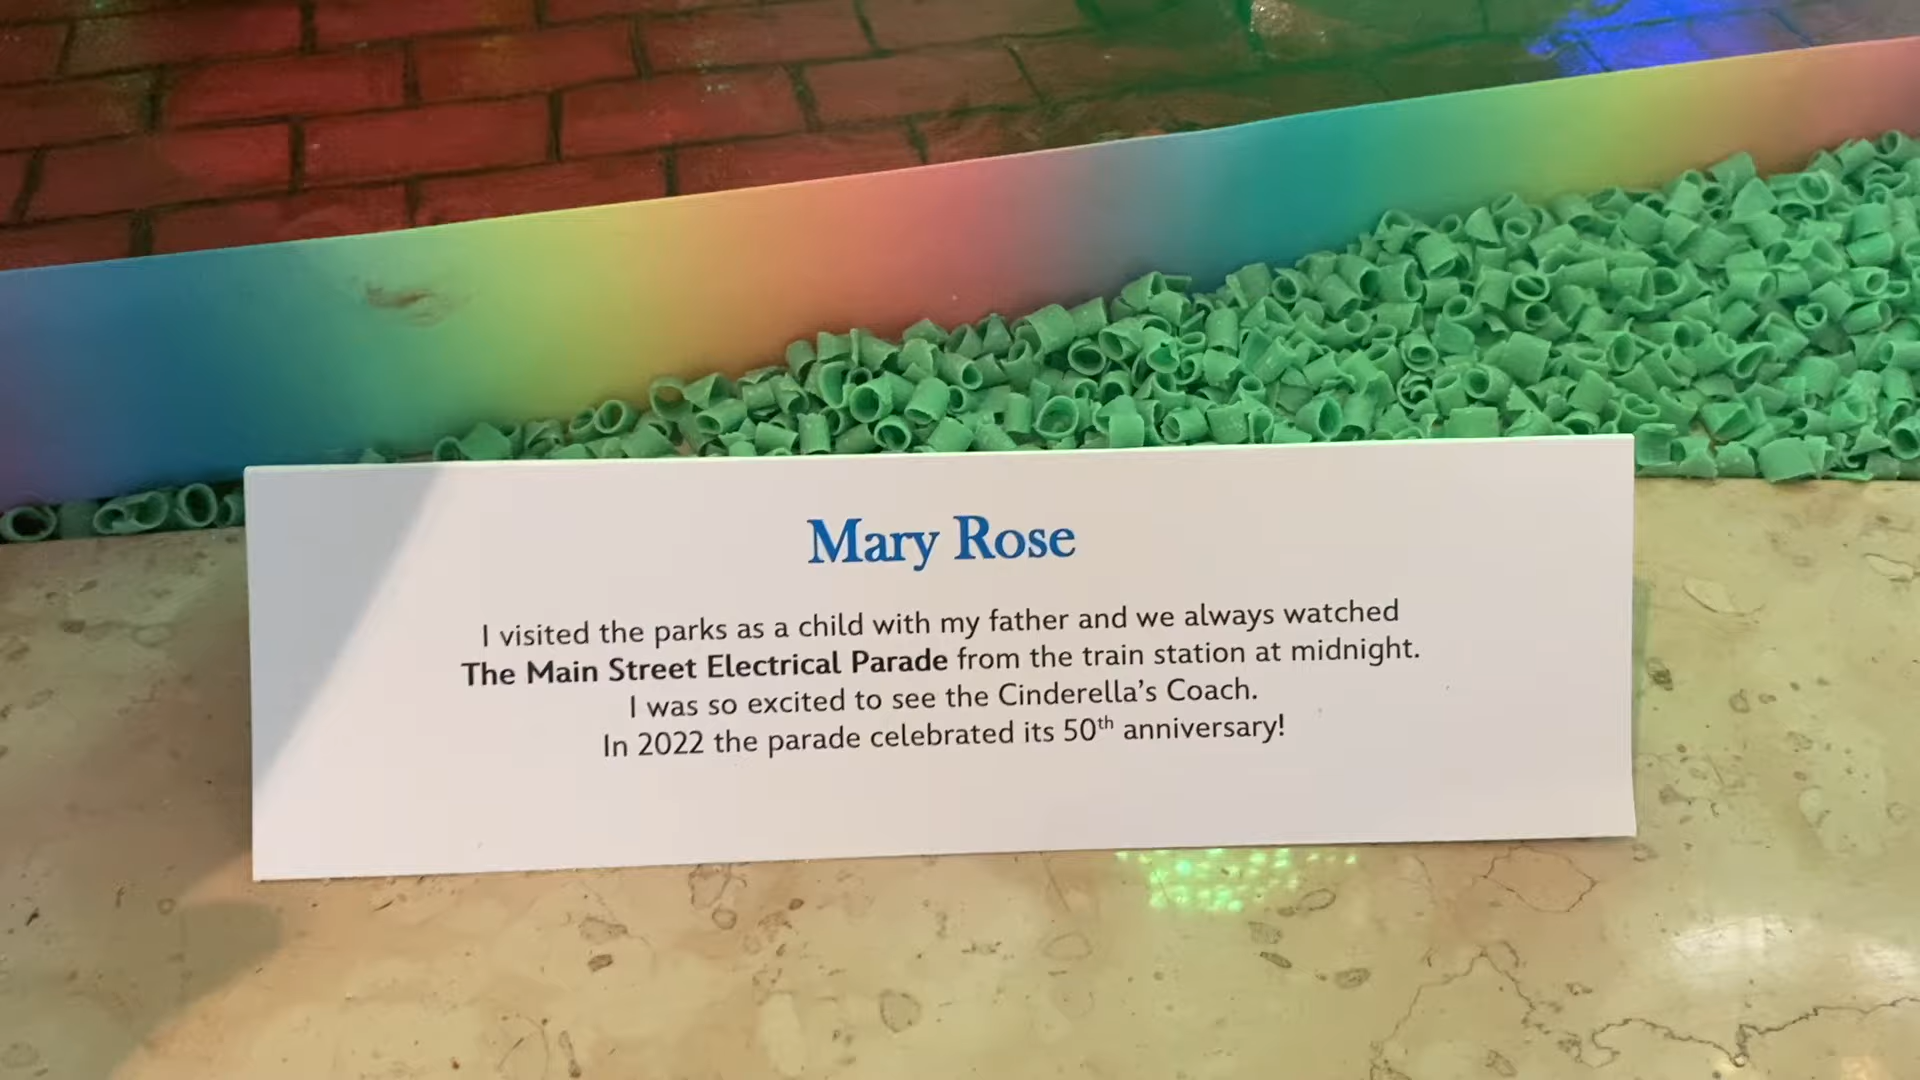 Mary Rose
I visited the parks as a child with my father and we always watched
The Main Street Electrical Parade from the train station at midnight.
I was so excited to see the Cinderella’s Coach.
In 2022 the parade celebrated its 50th anniversary!